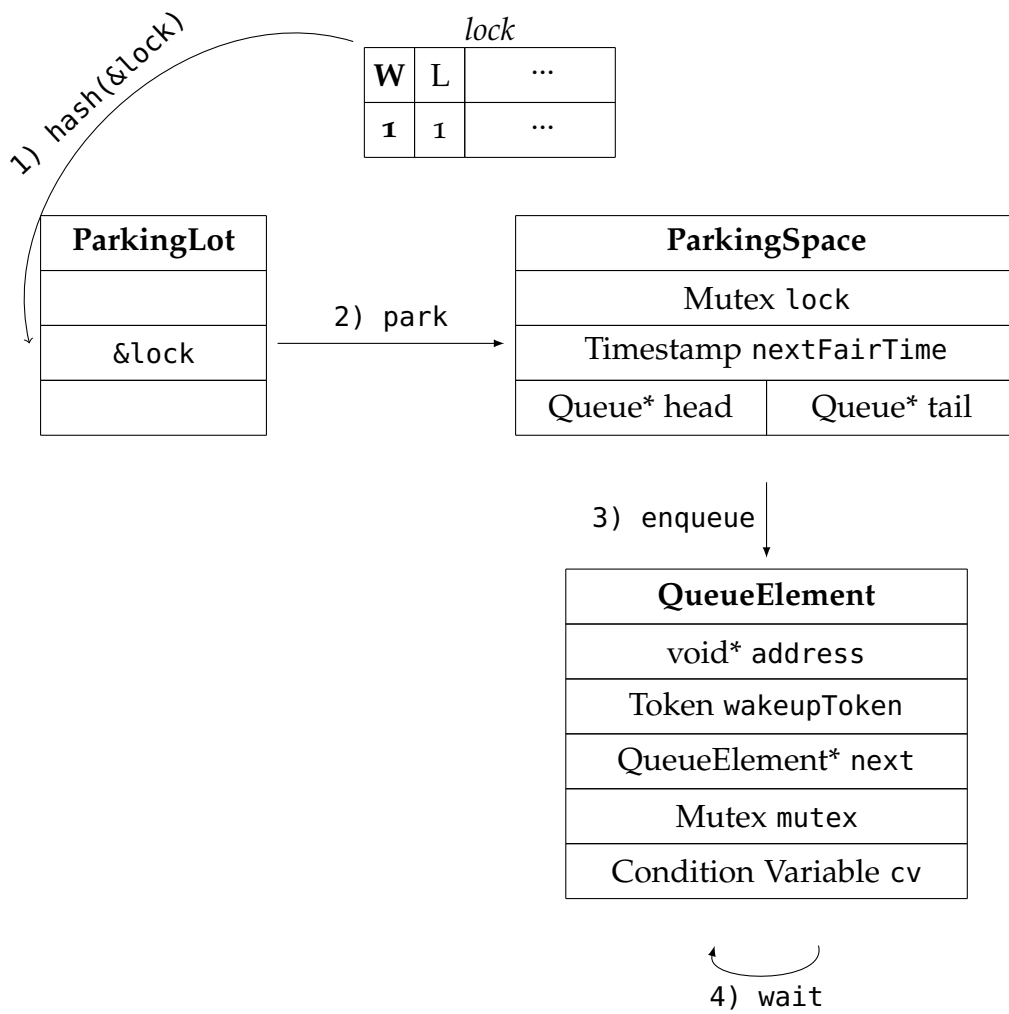 lock
W L ...
1 1 ...
1) hash(&lock)
ParkingLot
&lock
2) park
ParkingSpace
Mutex lock
Timestamp nextFairTime
Queue* head Queue* tail
3) enqueue
QueueElement
void* address
Token wakeupToken
QueueElement* next
Mutex mutex
Condition Variable cv
4) wait